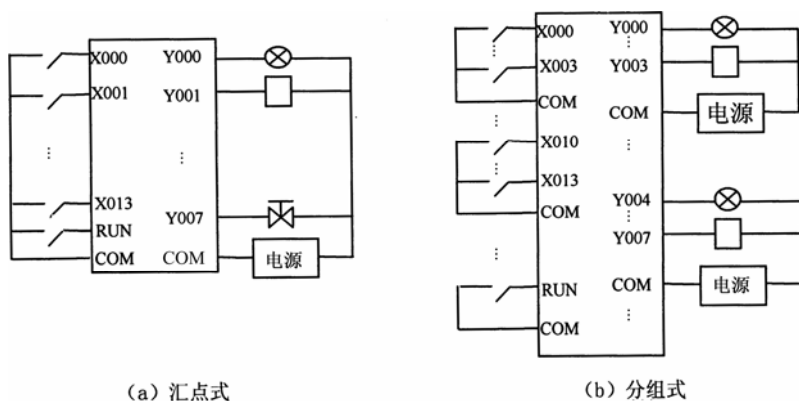 X000 Y000
X001 Y001
⋮ ⋮
X013
Y007
RUN
COM COM 电源
(a) 汇点式
X000 Y000
⋮ ⋮
X003 Y003
COM COM 电源
⋮
X010 ⋮
⋮
X013 Y004
COM ⋮
Y007
⋮
RUN COM 电源
COM ⋮
(b) 分组式